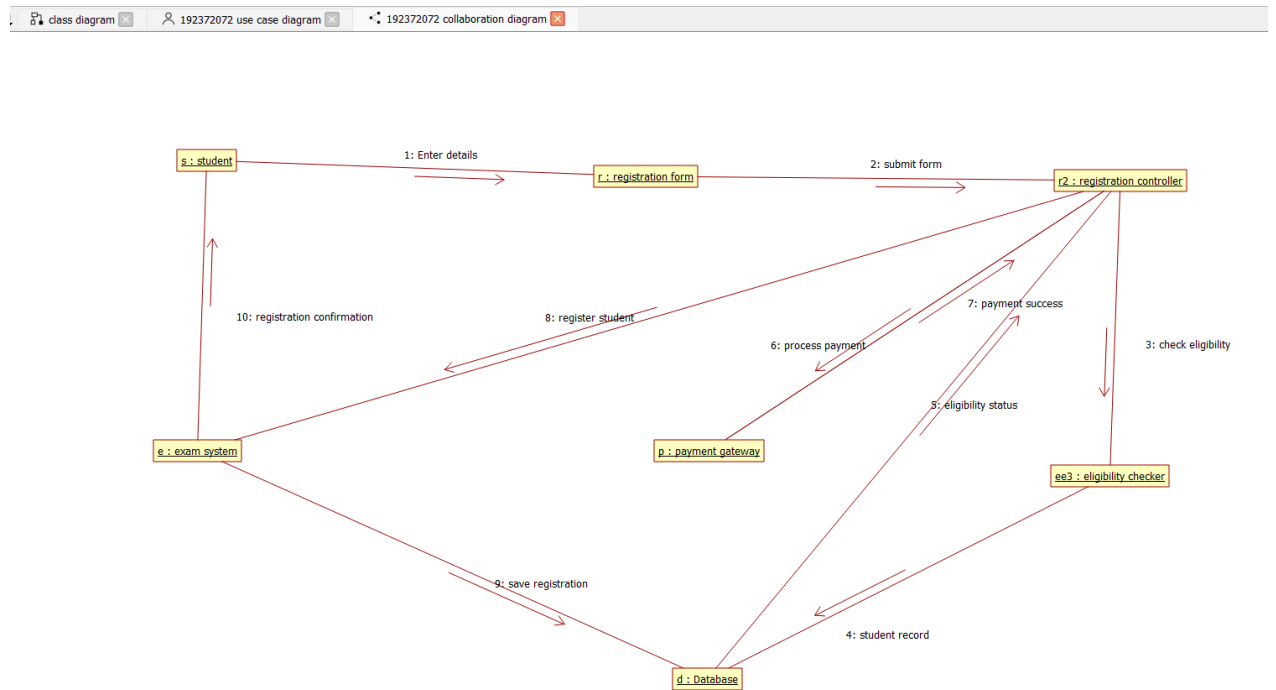 class diagram
192372072 use case diagram
192372072 collaboration diagram
s : student
1: Enter details
r : registration form
2: submit form
r2 : registration controller
10: registration confirmation
8: register student
7: payment success
6: process payment
3: check eligibility
5: eligibility status
e : exam system
p : payment gateway
ee3 : eligibility checker
9: save registration
4: student record
d : Database